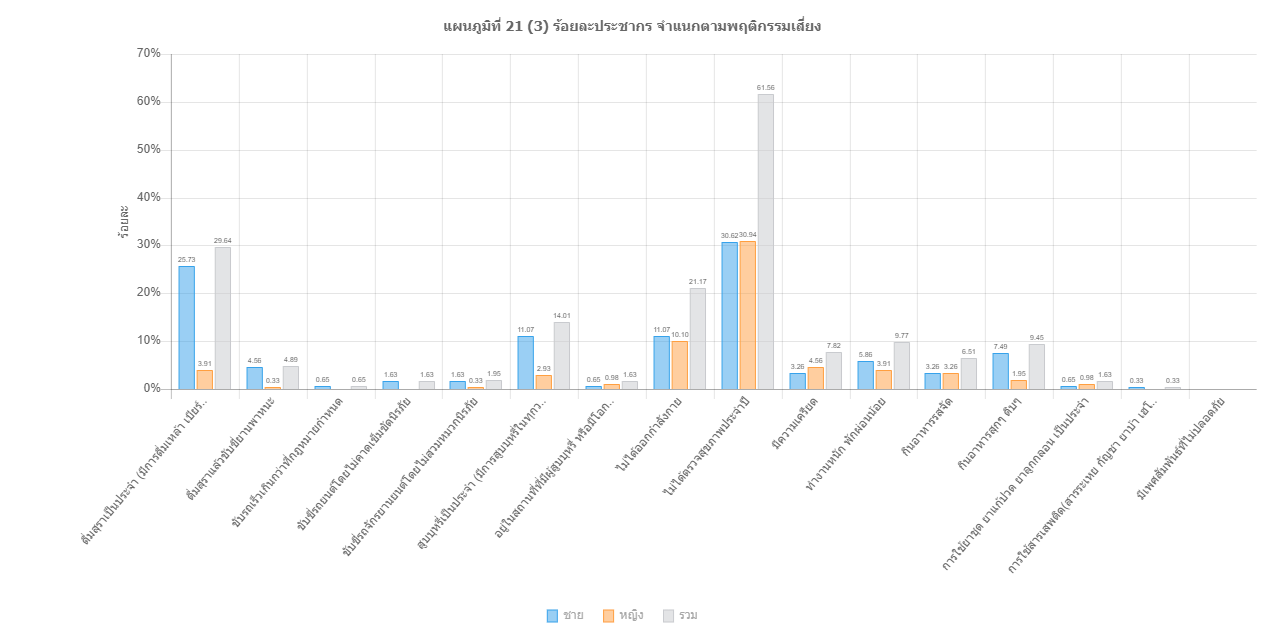 แผนภูมิที่ 21 (3) ร้อยละประชากร จำแนกตามพฤติกรรมเสี่ยง
ร้อยละ
70%
60%
50%
40%
30%
20%
10%
0%
25.73 3.91 29.64
4.56 0.33 4.89
0.65 0.65
1.63 1.63
1.63 0.33 1.95
11.07 2.93 14.01
0.65 0.98 1.63
11.07 10.10 21.17
30.62 30.94 61.56
3.26 4.56 7.82
5.86 3.91 9.77
3.26 3.26 6.51
7.49 1.95 9.45
0.65 0.98 1.63
0.33 0.33
ดื่มสุราเป็นประจำ (มีการดื่มเหล้า เบียร์..
ดื่มสุราแล้วขับขี่ยานพาหนะ
ขับรถเร็วเกินกว่าที่กฎหมายกำหนด
ขับขี่รถยนต์โดยไม่คาดเข็มขัดนิรภัย
ขับขี่รถจักรยานยนต์โดยไม่สวมหมวกนิรภัย
สูบบุหรี่เป็นประจำ (มีการสูบบุหรี่ในทุกว..
อยู่ในสถานที่ที่มีผู้สูบบุหรี่ หรือมีโอก..
ไม่ได้ออกกำลังกาย
ไม่ได้ตรวจสุขภาพประจำปี
มีความเครียด
ทำงานหนัก พักผ่อนน้อย
กินอาหารรสจัด
กินอาหารสุกๆ ดิบๆ
การใช้ยาชุด ยาแก้ปวด ยาลูกกลอน เป็นประจำ
การใช้สารเสพติด(สารระเหย กัญชา ยาบ้า เฮโ..
มีเพศสัมพันธ์ที่ไม่ปลอดภัย
ชาย หญิง รวม